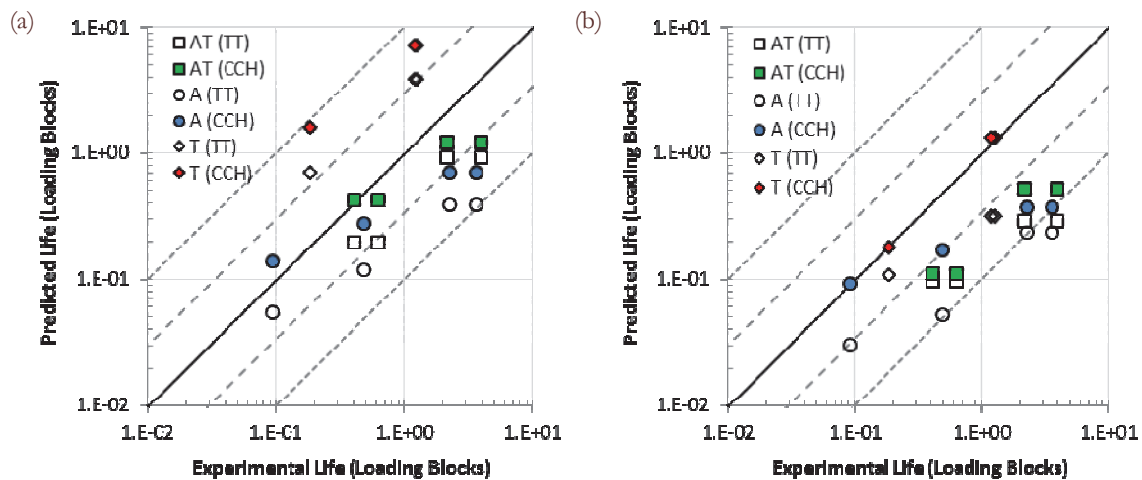 (a)
1.E+01
1.E+00
1.E-01
1.E-02
Predicted Life (Loading Blocks)
AT (TT)
AT (CCH)
A (TT)
A (CCH)
T (TT)
T (CCH)
1.E-02 1.E-01 1.E+00 1.E+01
Experimental Life (Loading Blocks)
(b)
1.E+01
1.E+00
1.E-01
1.E-02
Predicted Life (Loading Blocks)
AT (TT)
AT (CCH)
A (TT)
A (CCH)
T (TT)
T (CCH)
1.E-02 1.E-01 1.E+00 1.E+01
Experimental Life (Loading Blocks)